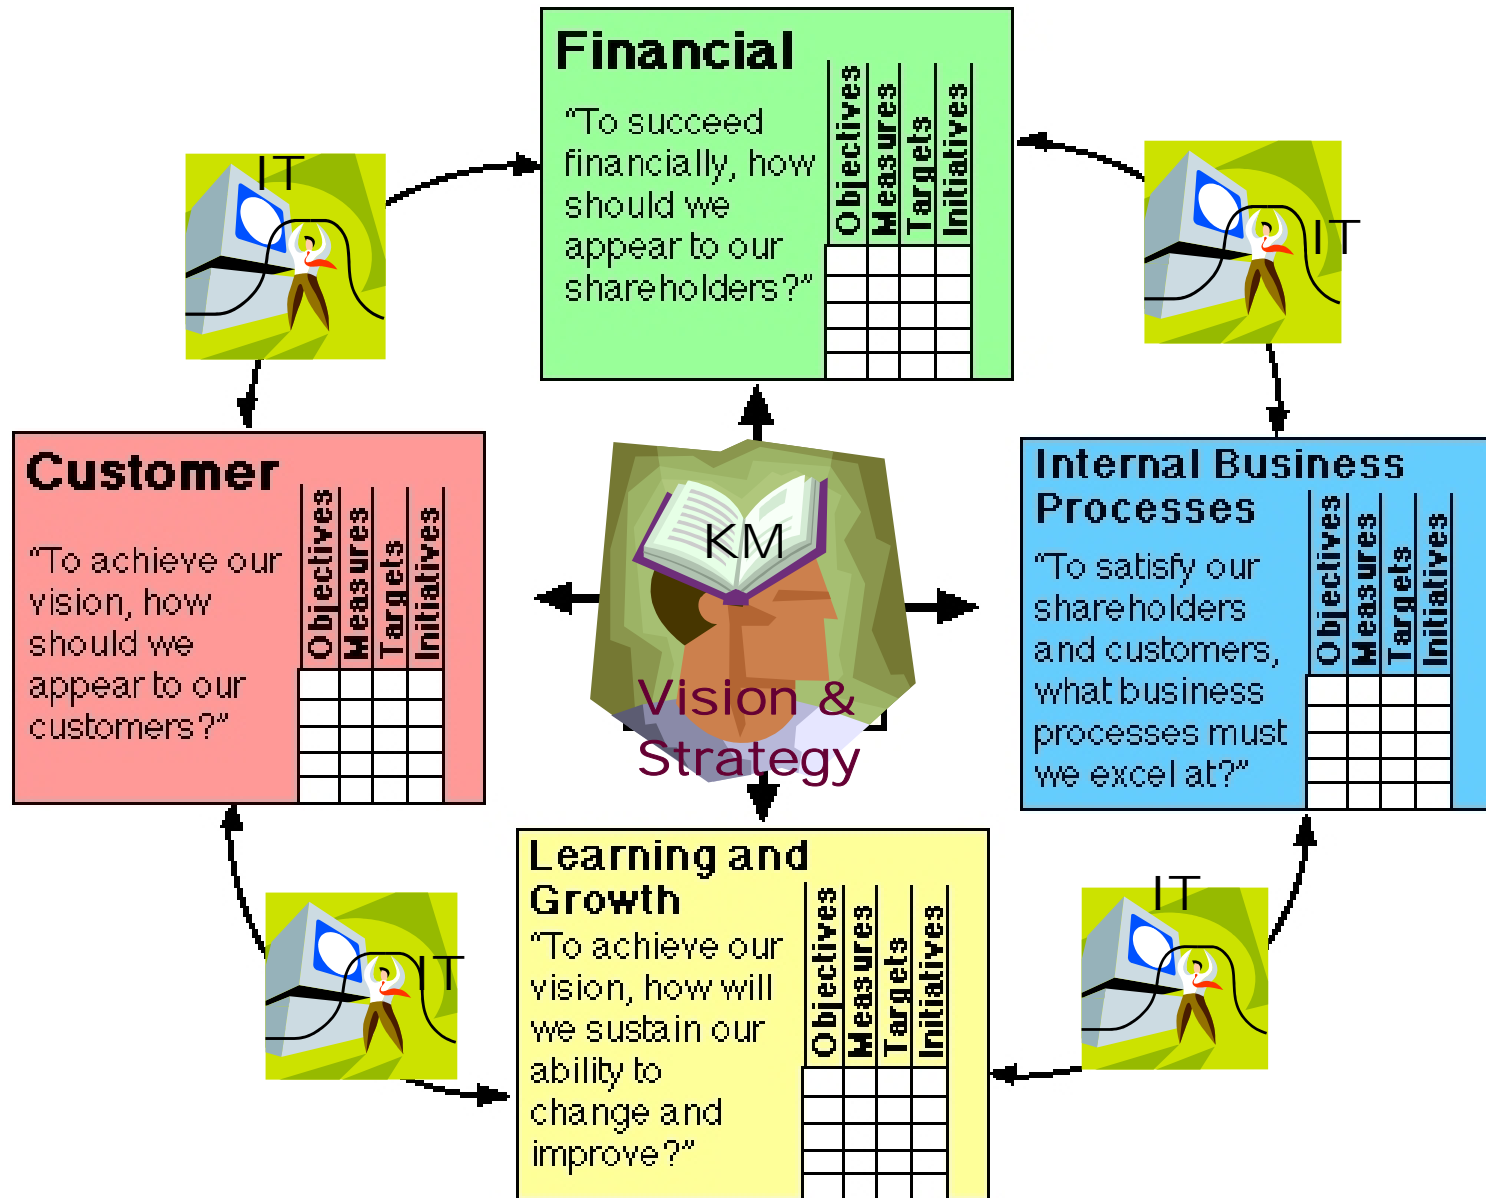 Financial
“To succeed
financially, how
should we
appear to our
shareholders?”
Objectives
Measures
Targets
Initiatives
IT
IT
Customer
“To achieve our
vision, how
should we
appear to our
customers?”
Objectives
Measures
Targets
Initiatives
KM
Vision &
Strategy
Internal Business
Processes
“To satisfy our
shareholders
and customers,
what business
processes must
we excel at?”
Objectives
Measures
Targets
Initiatives
IT
IT
Learning and
Growth
“To achieve our
vision, how will
we sustain our
ability to
change and
improve?”
Objectives
Measures
Targets
Initiatives